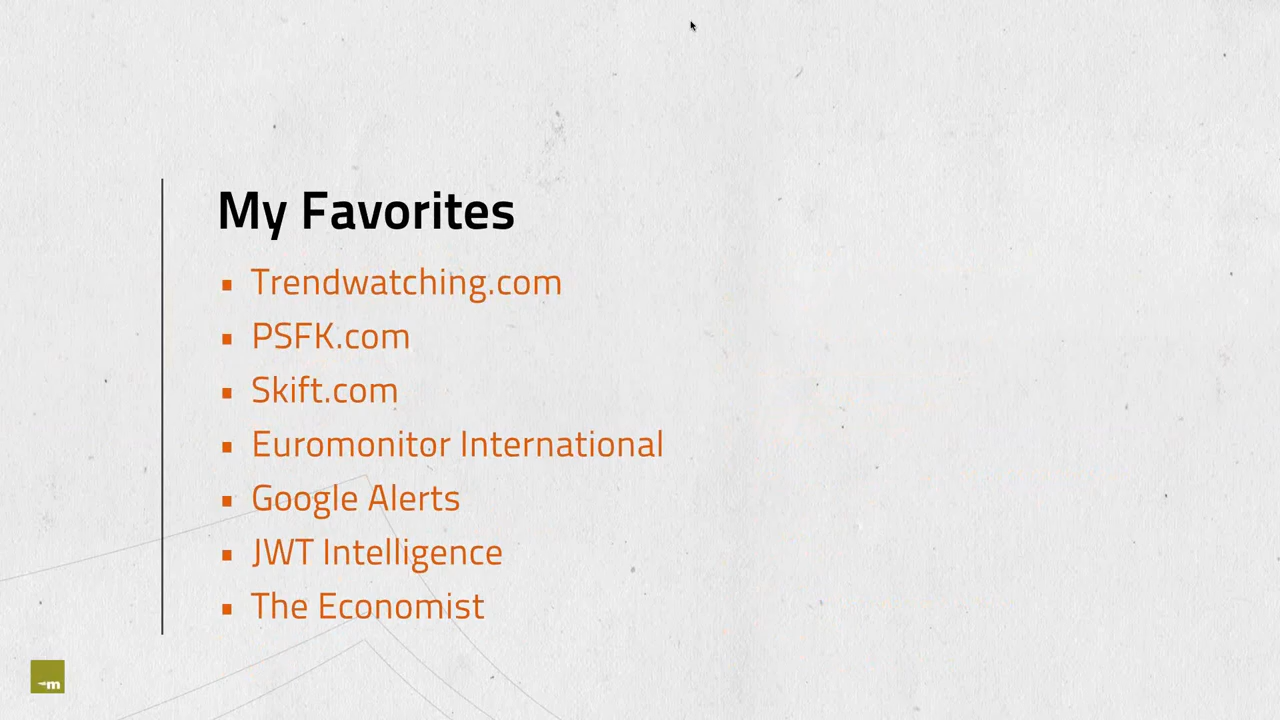 My Favorites
Trendwatching.com
PSFK.com
Skift.com
Euromonitor International
Google Alerts
JWT Intelligence
The Economist
m